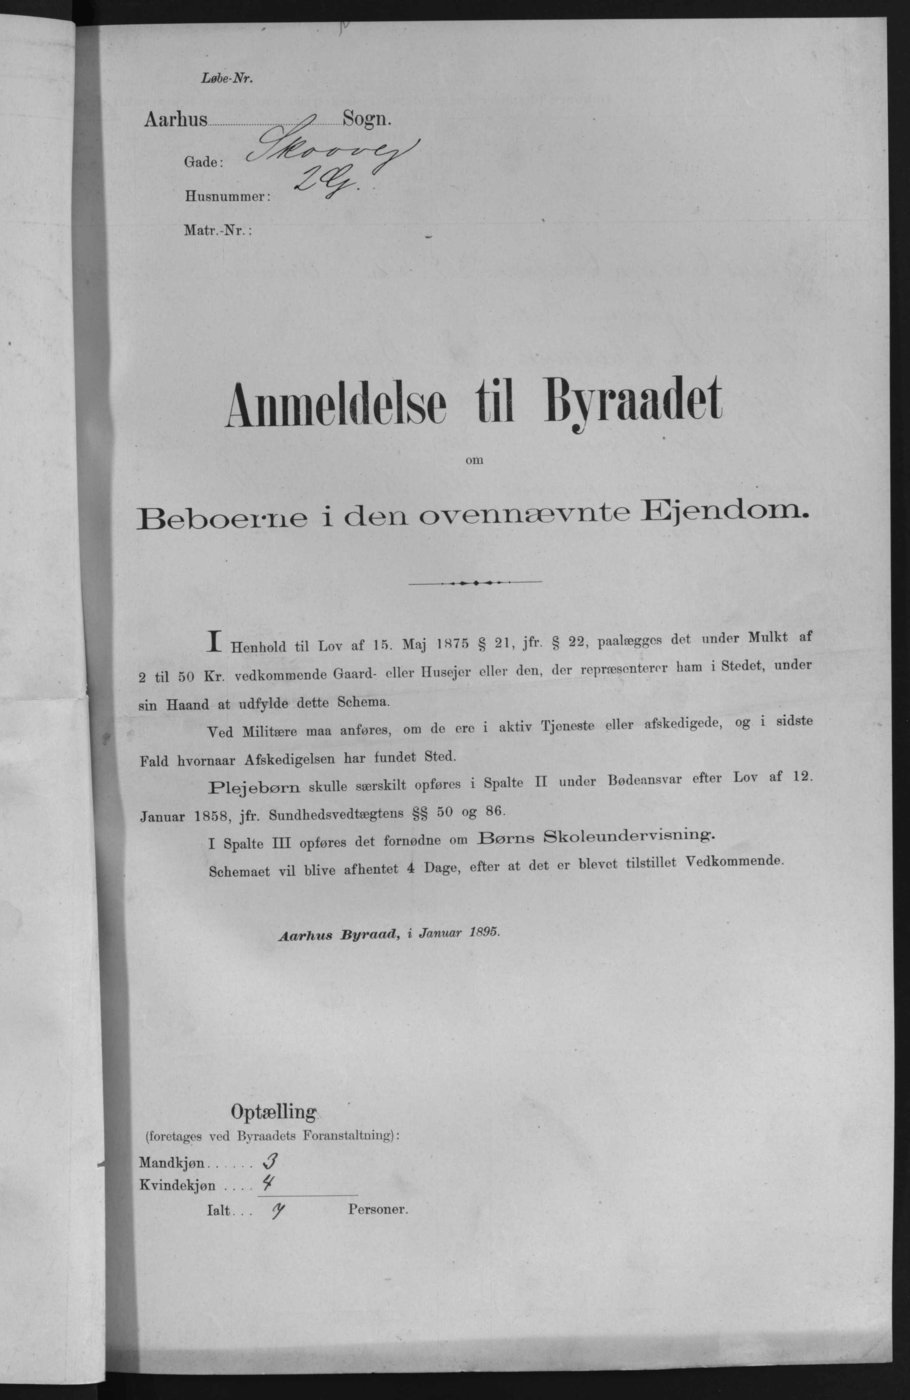 Løbe-Nr.
Aarhus Sogn.
Gade: Skovvej
Husnummer: 2G.
Matr.-Nr.:
Anmeldelse til Byraadet
om
Beboerne i den ovennævnte Ejendom.
I Henhold til Lov af 15. Maj 1875 § 21, jfr. § 22, paalægges det under Mulkt af
2 til 50 Kr. vedkommende Gaard- eller Husejer eller den, der repræsenterer ham i Stedet, under
sin Haand at udfylde dette Schema.
Ved Militære maa anføres, om de ere i aktiv Tjeneste eller afskedigede, og i sidste
Fald hvornaar Afskedigelsen har fundet Sted.
Plejebørn skulle særskilt opføres i Spalte II under Bødeansvar efter Lov af 12.
Januar 1858, jfr. Sundhedsvedtægtens §§ 50 og 86.
I Spalte III opføres det fornødne om Børns Skoleundervisning.
Schemaet vil blive afhentet 4 Dage, efter at det er blevet tilstillet Vedkommende.
Aarhus Byraad, i Januar 1895.
Optælling
(foretages ved Byraadets Foranstaltning):
Mandkjøn...... 3
Kvindekjøn .... 4
Ialt... 7 Personer.